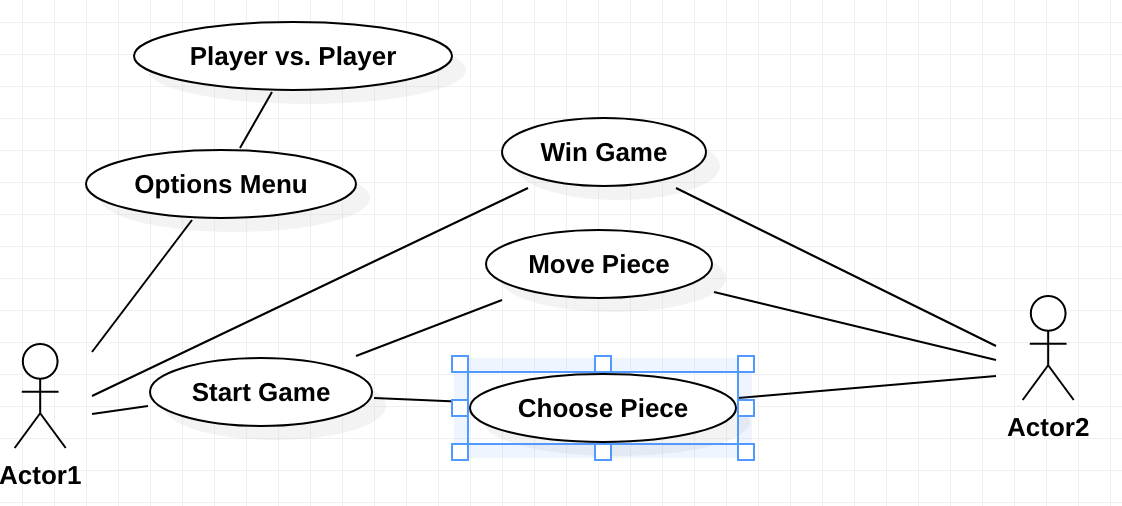 Player vs. Player
Win Game
Options Menu
Move Piece
Start Game
Choose Piece
Actor2
Actor1